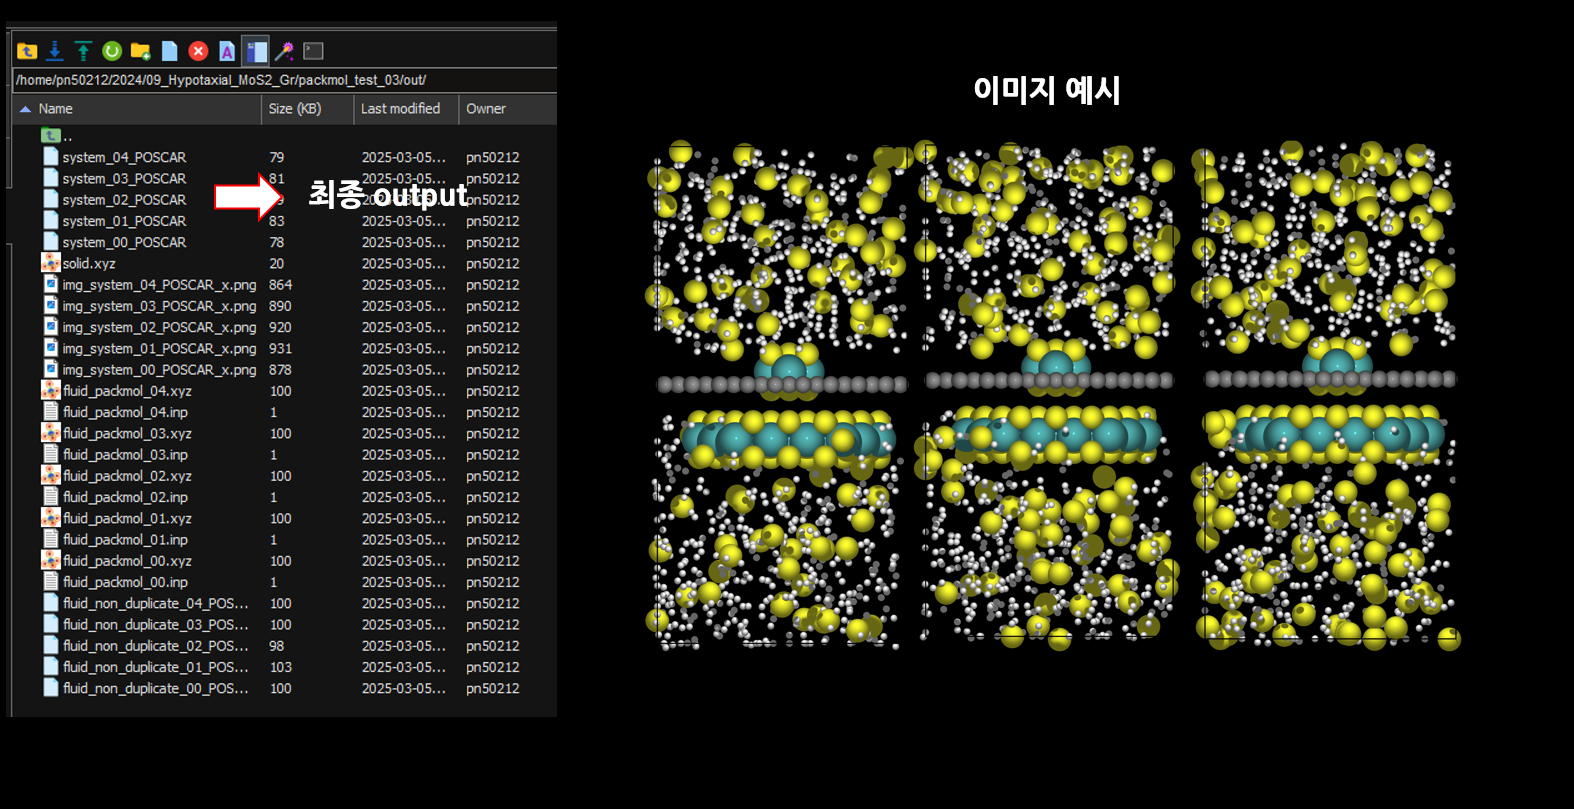 /home/pn50212/2024/09_Hypotaxial_MoS2_Gr/packmol_test_03/out/
Name Size (KB) Last modified Owner
..
system_04_POSCAR 79 2025-03-05... pn50212
system_03_POSCAR 81 2025-03-05... pn50212
system_02_POSCAR pn50212
system_01_POSCAR 83 2025-03-05... pn50212
system_00_POSCAR 78 2025-03-05... pn50212
solid.xyz 20 2025-03-05... pn50212
img_system_04_POSCAR_x.png 864 2025-03-05... pn50212
img_system_03_POSCAR_x.png 890 2025-03-05... pn50212
img_system_02_POSCAR_x.png 920 2025-03-05... pn50212
img_system_01_POSCAR_x.png 931 2025-03-05... pn50212
img_system_00_POSCAR_x.png 878 2025-03-05... pn50212
fluid_packmol_04.xyz 100 2025-03-05... pn50212
fluid_packmol_04.inp 1 2025-03-05... pn50212
fluid_packmol_03.xyz 100 2025-03-05... pn50212
fluid_packmol_03.inp 1 2025-03-05... pn50212
fluid_packmol_02.xyz 100 2025-03-05... pn50212
fluid_packmol_02.inp 1 2025-03-05... pn50212
fluid_packmol_01.xyz 100 2025-03-05... pn50212
fluid_packmol_01.inp 1 2025-03-05... pn50212
fluid_packmol_00.xyz 100 2025-03-05... pn50212
fluid_packmol_00.inp 1 2025-03-05... pn50212
fluid_non_duplicate_04_POS... 100 2025-03-05... pn50212
fluid_non_duplicate_03_POS... 100 2025-03-05... pn50212
fluid_non_duplicate_02_POS... 98 2025-03-05... pn50212
fluid_non_duplicate_01_POS... 103 2025-03-05... pn50212
fluid_non_duplicate_00_POS... 100 2025-03-05... pn50212
최종 output
이미지 예시